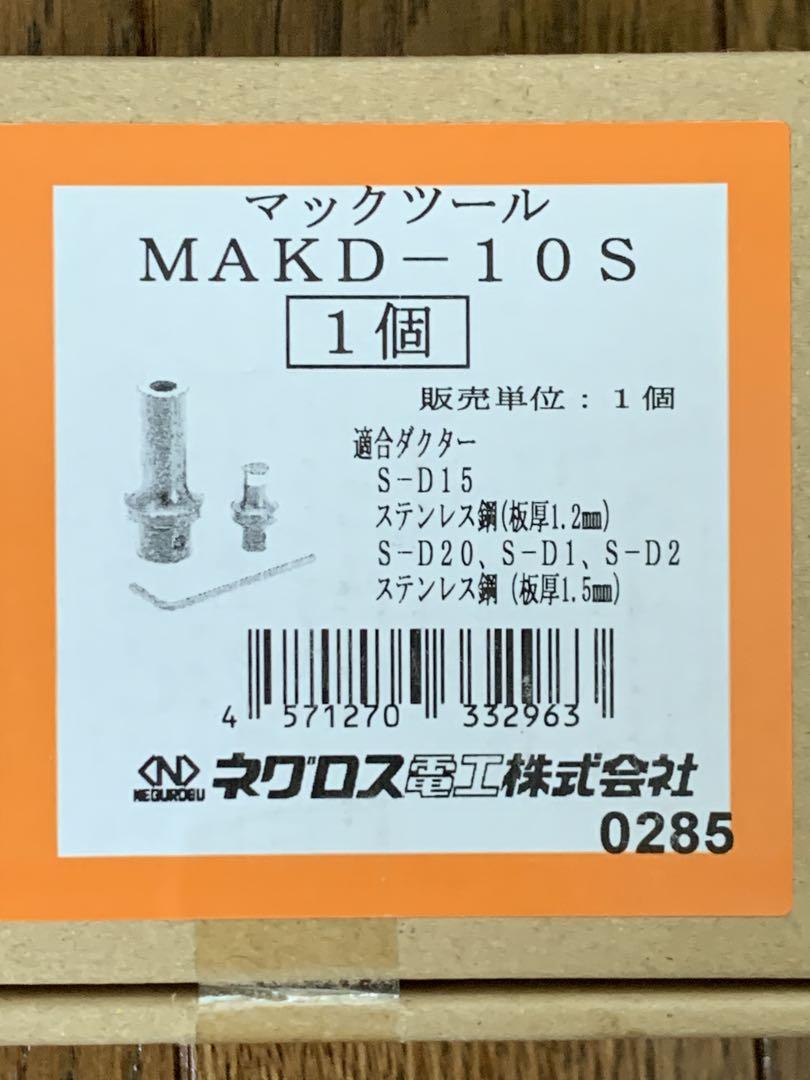 マックツール
MAKD－10S
1個
販売単位：1個
適合ダクター
S－D15
ステンレス鋼(板厚1.2㎜)
S－D20、S－D1、S－D2
ステンレス鋼 (板厚1.5㎜)
4 571270 332963
N
NEGUROSU
ネグロス電工株式会社
0285